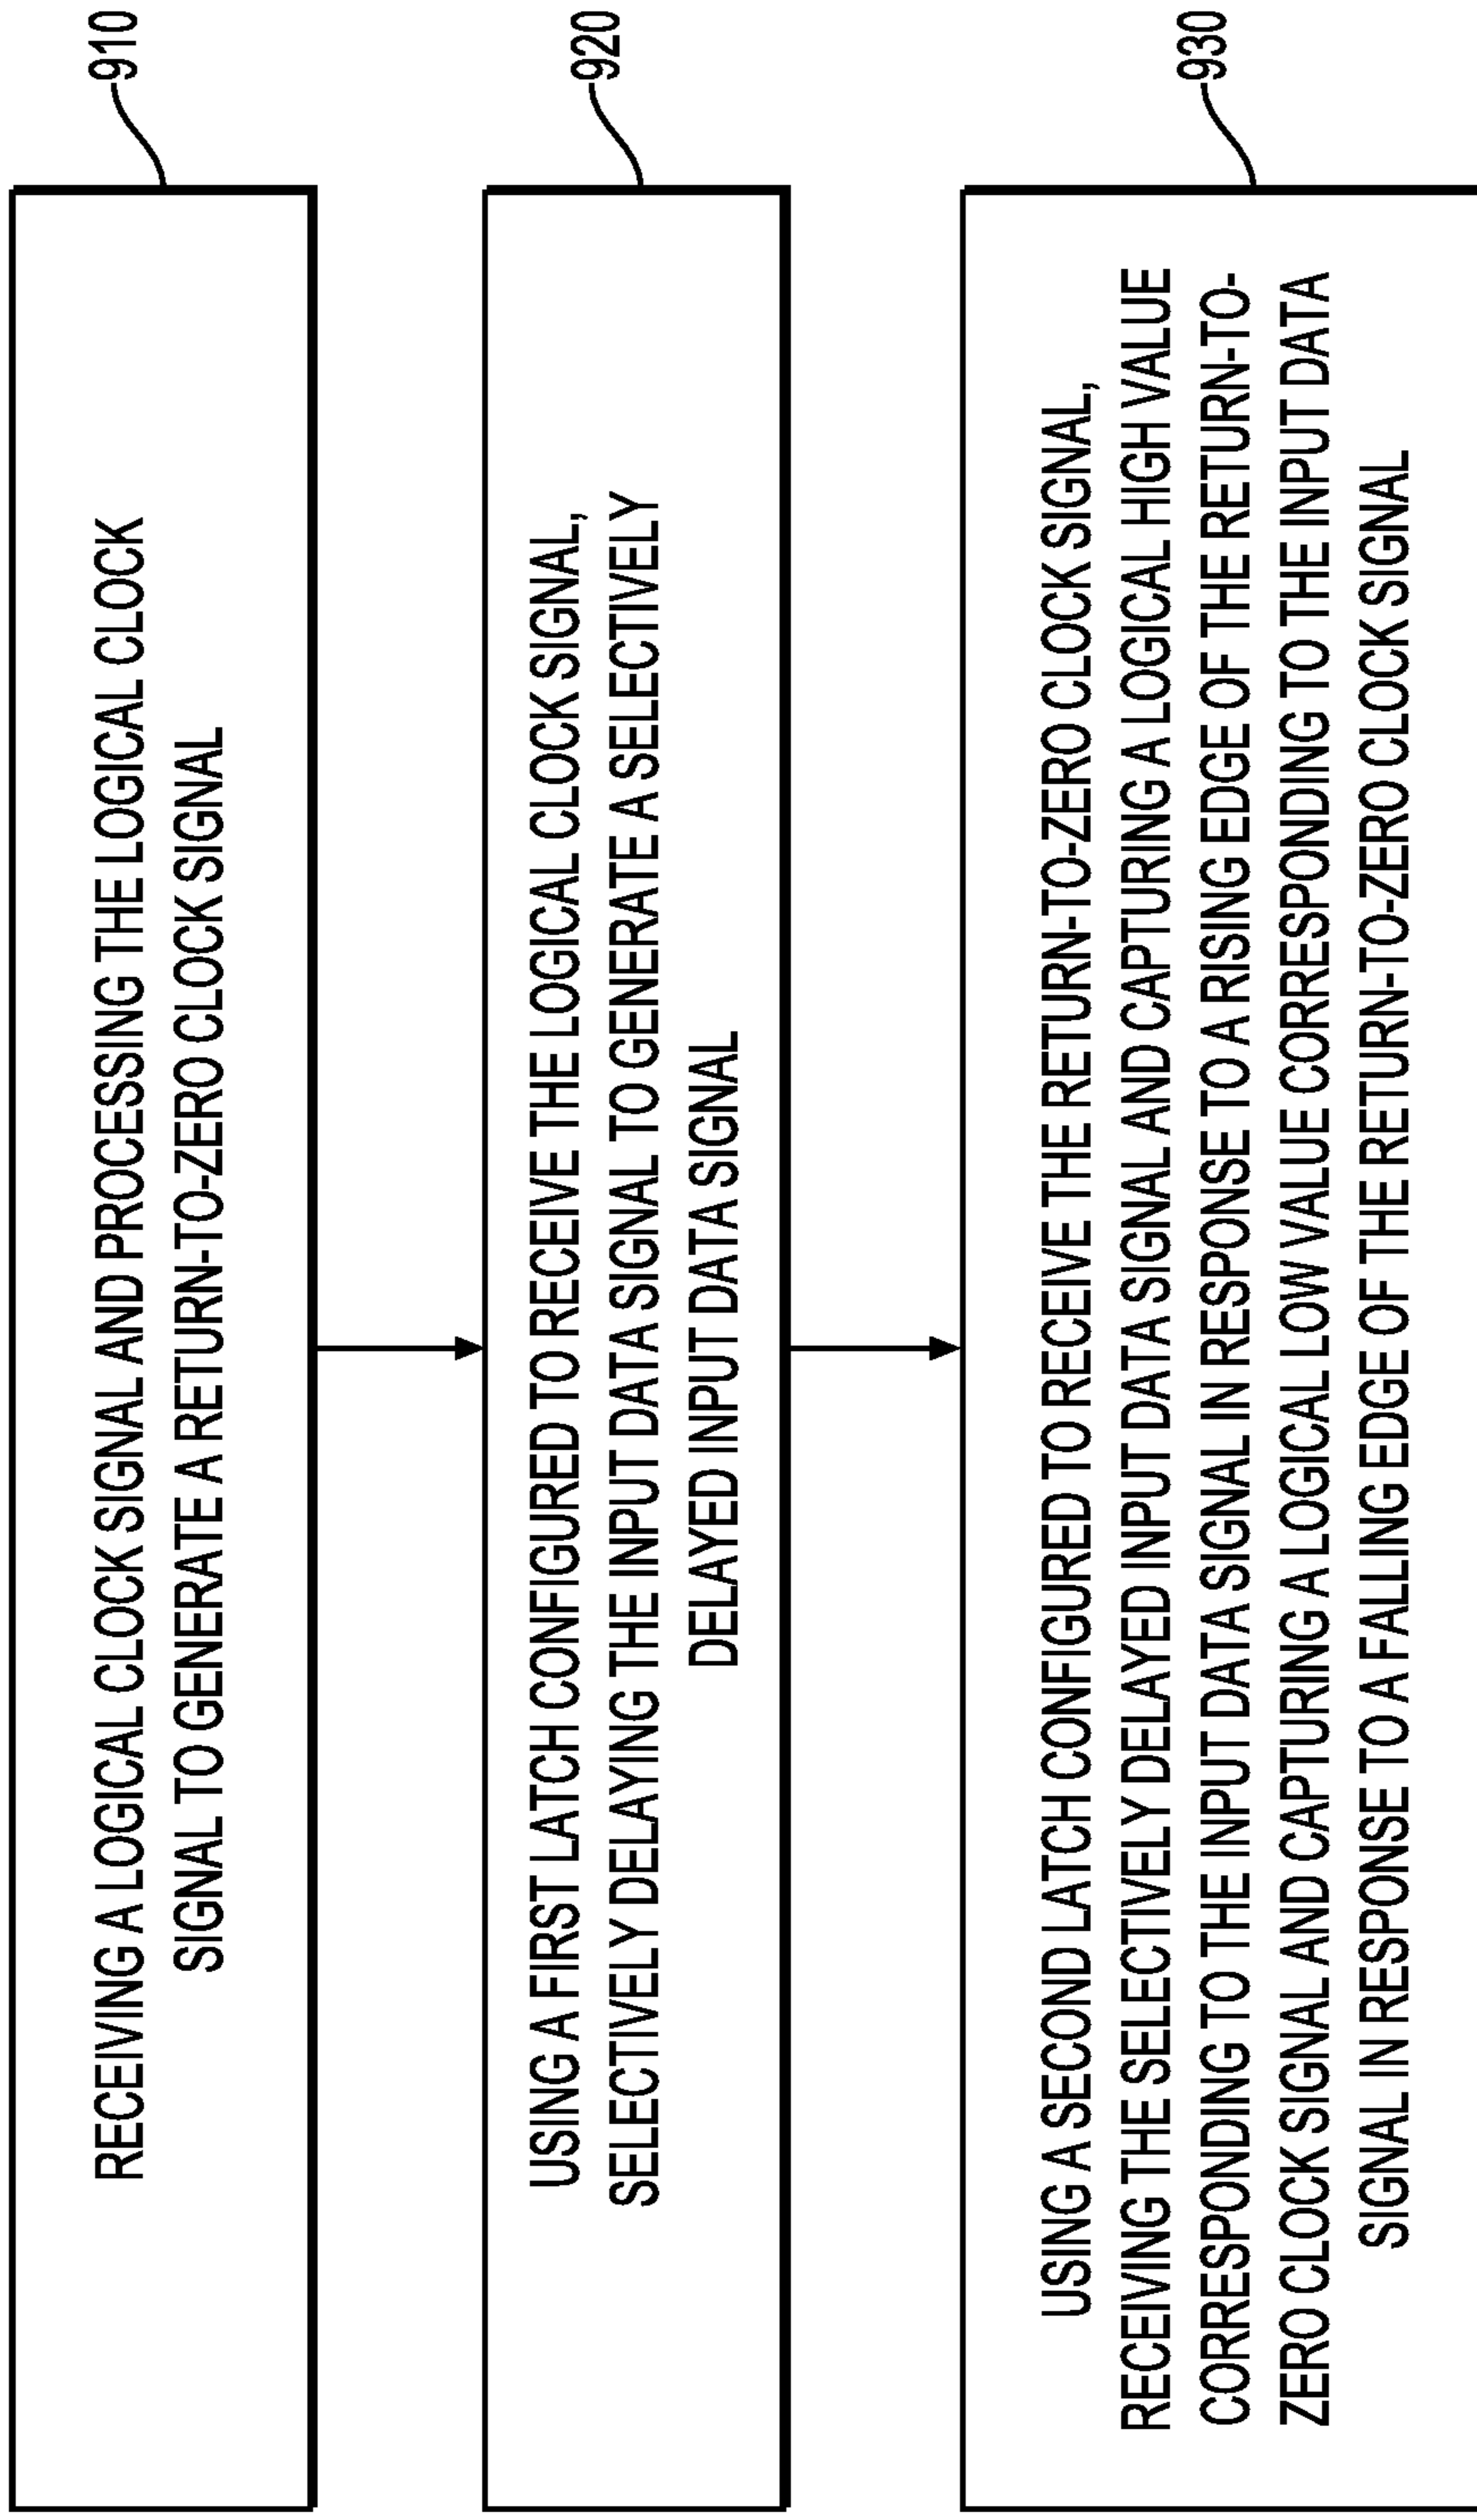 910
RECEIVING A LOGICAL CLOCK SIGNAL AND PROCESSING THE LOGICAL CLOCK
SIGNAL TO GENERATE A RETURN-TO-ZERO CLOCK SIGNAL
920
USING A FIRST LATCH CONFIGURED TO RECEIVE THE LOGICAL CLOCK SIGNAL,
SELECTIVELY DELAYING THE INPUT DATA SIGNAL TO GENERATE A SELECTIVELY
DELAYED INPUT DATA SIGNAL
930
USING A SECOND LATCH CONFIGURED TO RECEIVE THE RETURN-TO-ZERO CLOCK SIGNAL,
RECEIVING THE SELECTIVELY DELAYED INPUT DATA SIGNAL AND CAPTURING A LOGICAL HIGH VALUE
CORRESPONDING TO THE INPUT DATA SIGNAL IN RESPONSE TO A RISING EDGE OF THE RETURN-TO-
ZERO CLOCK SIGNAL AND CAPTURING A LOGICAL LOW VALUE CORRESPONDING TO THE INPUT DATA
SIGNAL IN RESPONSE TO A FALLING EDGE OF THE RETURN-TO-ZERO CLOCK SIGNAL